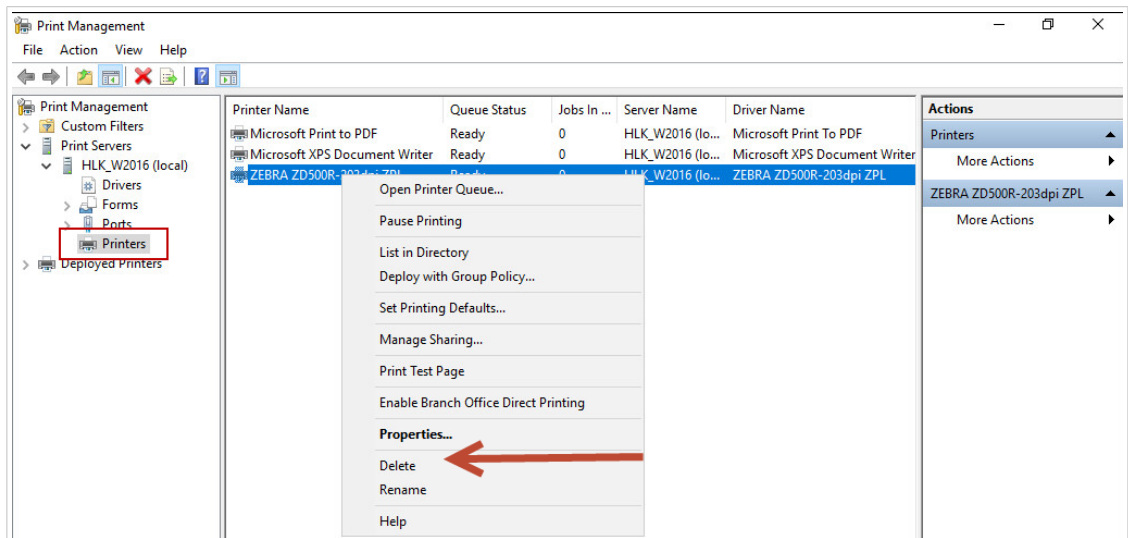 Print Management
File Action View Help
Print Management
Custom Filters
Print Servers
HLK_W2016 (local)
Drivers
Forms
Ports
Printers
Deployed Printers
Printer Name Queue Status Jobs In ... Server Name Driver Name
Microsoft Print to PDF Ready 0 HLK_W2016 (lo... Microsoft Print To PDF
Microsoft XPS Document Writer Ready 0 HLK_W2016 (lo... Microsoft XPS Document Writer
ZEBRA ZD500R-203dpi ZPL Ready 0 HLK_W2016 (lo... ZEBRA ZD500R-203dpi ZPL
Open Printer Queue...
Pause Printing
List in Directory
Deploy with Group Policy...
Set Printing Defaults...
Manage Sharing...
Print Test Page
Enable Branch Office Direct Printing
Properties...
Delete
Rename
Help
Actions
Printers
More Actions
ZEBRA ZD500R-203dpi ZPL
More Actions